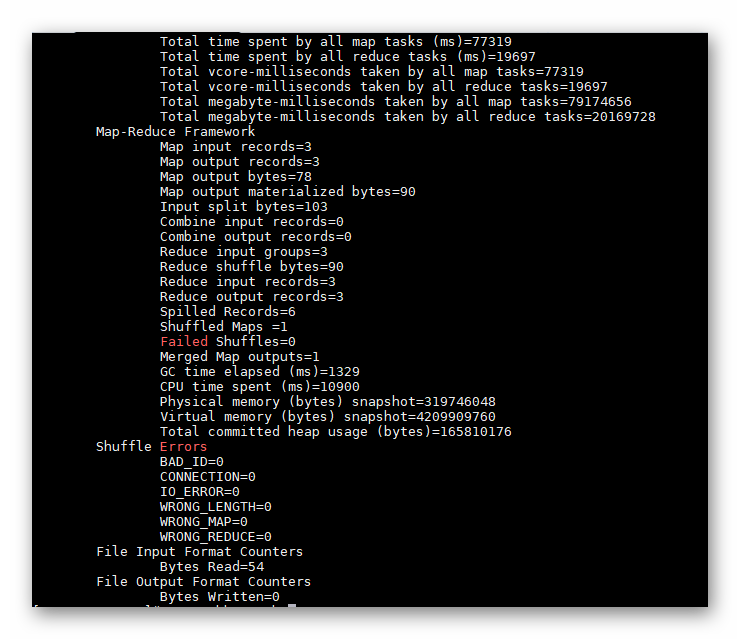 Total time spent by all map tasks (ms)=77319
Total time spent by all reduce tasks (ms)=19697
Total vcore-milliseconds taken by all map tasks=77319
Total vcore-milliseconds taken by all reduce tasks=19697
Total megabyte-milliseconds taken by all map tasks=79174656
Total megabyte-milliseconds taken by all reduce tasks=20169728
Map-Reduce Framework
Map input records=3
Map output records=3
Map output bytes=78
Map output materialized bytes=90
Input split bytes=103
Combine input records=0
Combine output records=0
Reduce input groups=3
Reduce shuffle bytes=90
Reduce input records=3
Reduce output records=3
Spilled Records=6
Shuffled Maps =1
Failed Shuffles=0
Merged Map outputs=1
GC time elapsed (ms)=1329
CPU time spent (ms)=10900
Physical memory (bytes) snapshot=319746048
Virtual memory (bytes) snapshot=4209909760
Total committed heap usage (bytes)=165810176
Shuffle Errors
BAD_ID=0
CONNECTION=0
IO_ERROR=0
WRONG_LENGTH=0
WRONG_MAP=0
WRONG_REDUCE=0
File Input Format Counters
Bytes Read=54
File Output Format Counters
Bytes Written=0